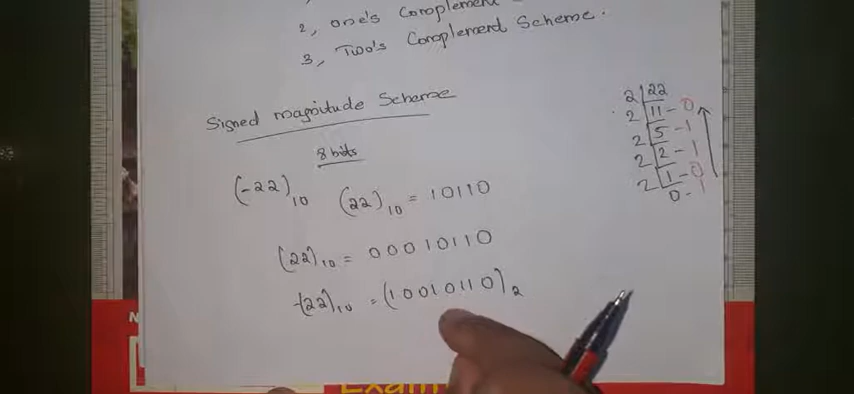 2, one's Complement
3, Two's Complement Scheme.
Signed magnitude Scheme
8 bits
(-22)10 (22)10 = 10110
(22)10 = 00010110
-(22)10 = (10010110)2
2 22
2 11 - 0
2 5 - 1
2 2 - 1
2 1 - 0
0 - 1
Exam